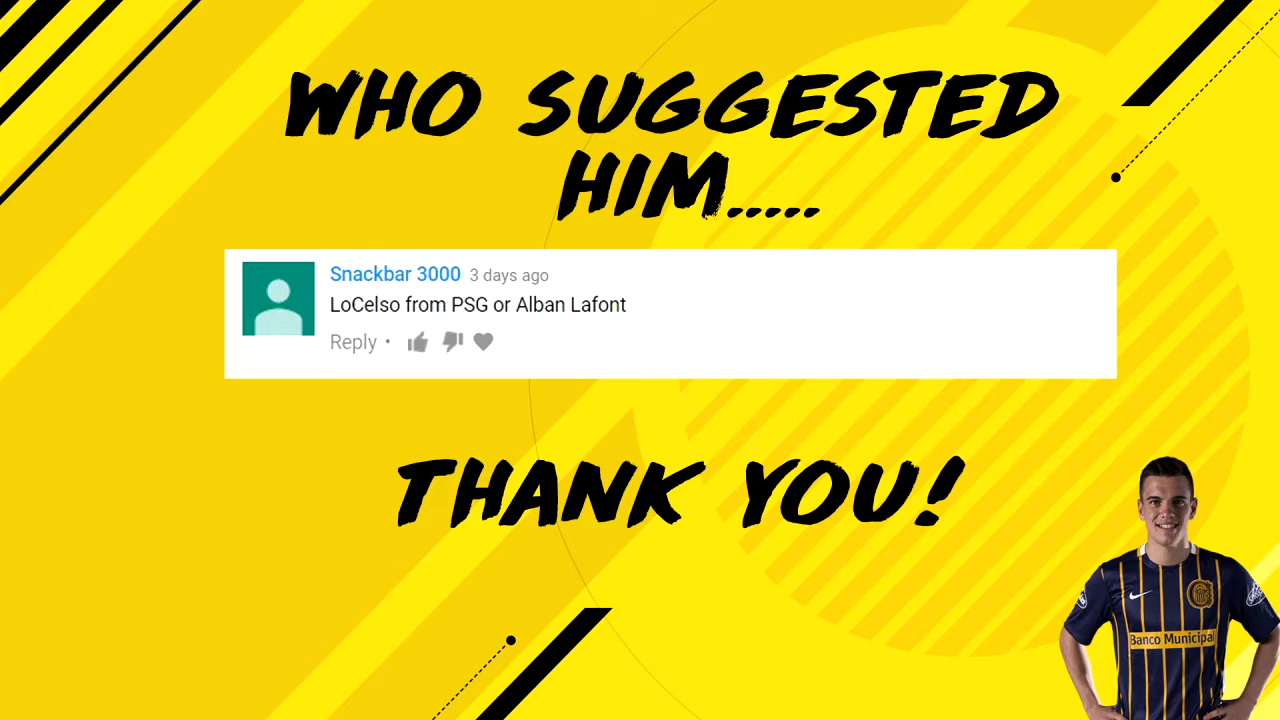 WHO SUGGESTED
HIM.....
Snackbar 3000 3 days ago
LoCelso from PSG or Alban Lafont
Reply •
THANK YOU!
Banco Municipal